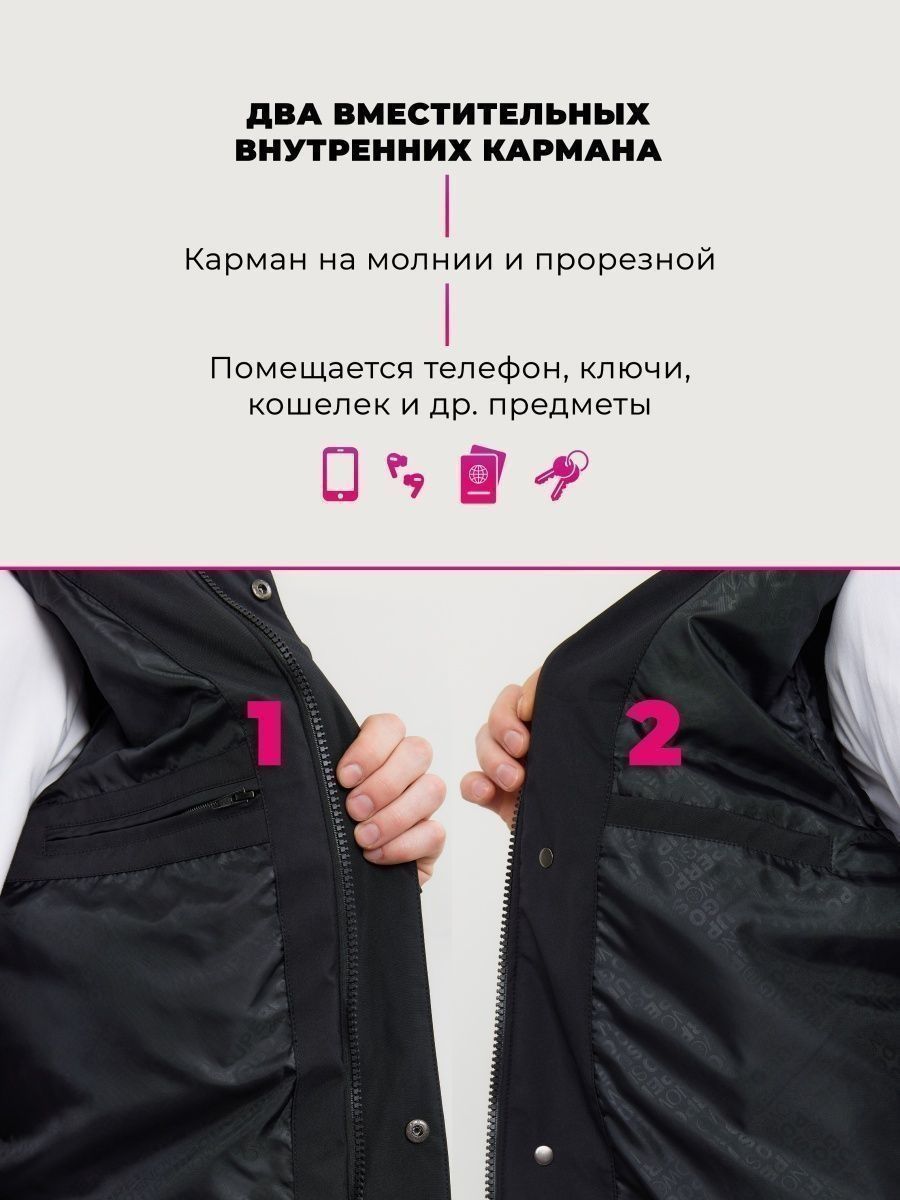 ДВА ВМЕСТИТЕЛЬНЫХ
ВНУТРЕННИХ КАРМАНА
Карман на молнии и прорезной
Помещается телефон, ключи,
кошелек и др. предметы
1
2